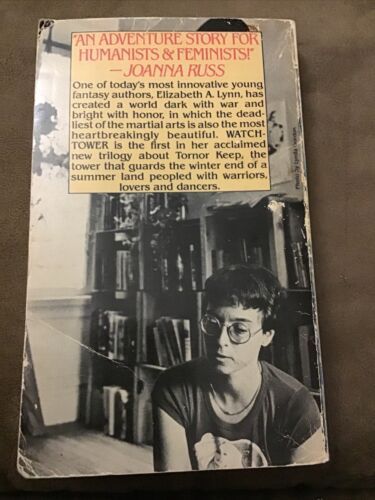 "AN ADVENTURE STORY FOR
HUMANISTS & FEMINISTS!"
—JOANNA RUSS
One of today's most innovative young
fantasy authors, Elizabeth A. Lynn, has
created a world dark with war and
bright with honor, in which the dead-
liest of the martial arts is also the most
heartbreakingly beautiful. WATCH-
TOWER is the first in her acclaimed
new trilogy about Tornor Keep, the
tower that guards the winter end of a
summer land peopled with warriors,
lovers and dancers.